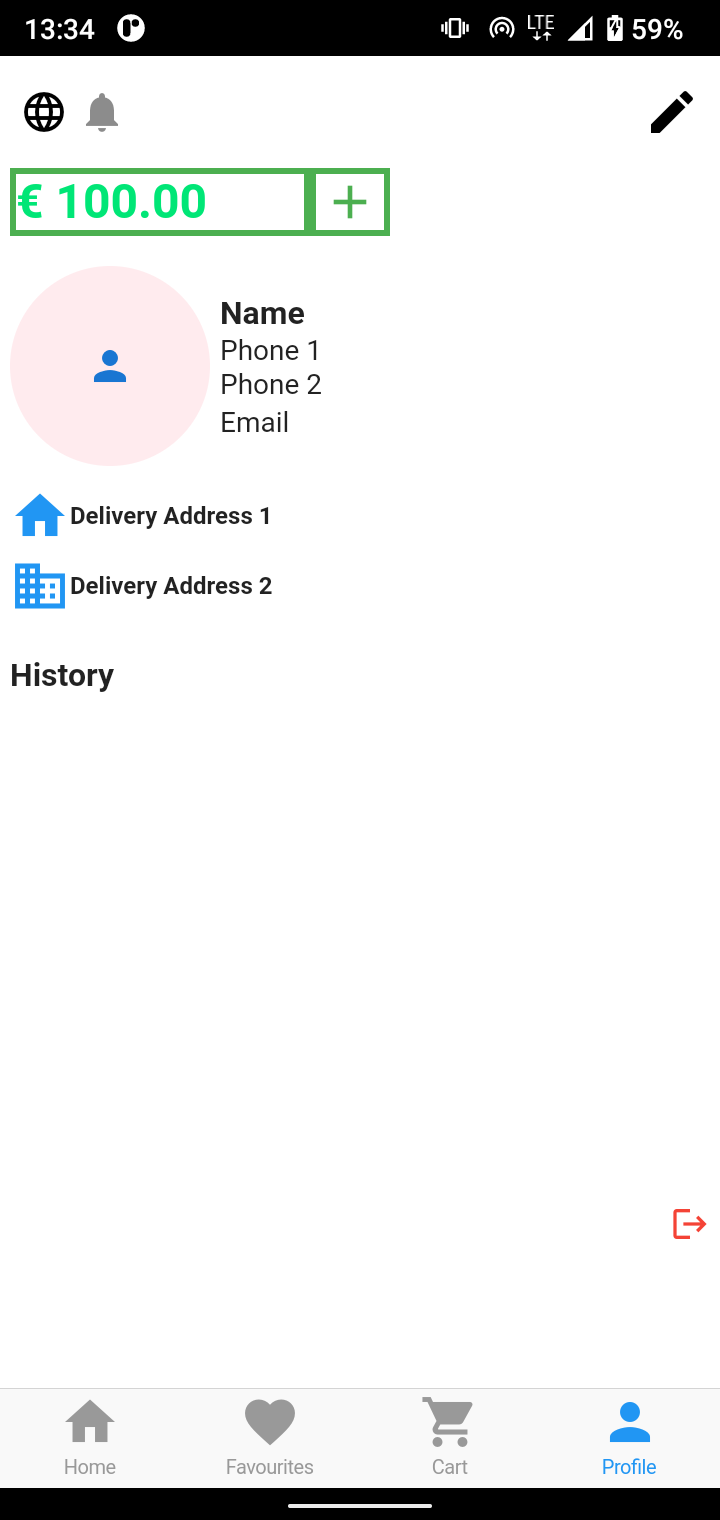 13:34 LTE 59%
€ 100.00
Name
Phone 1
Phone 2
Email
Delivery Address 1
Delivery Address 2
History
Home Favourites Cart Profile